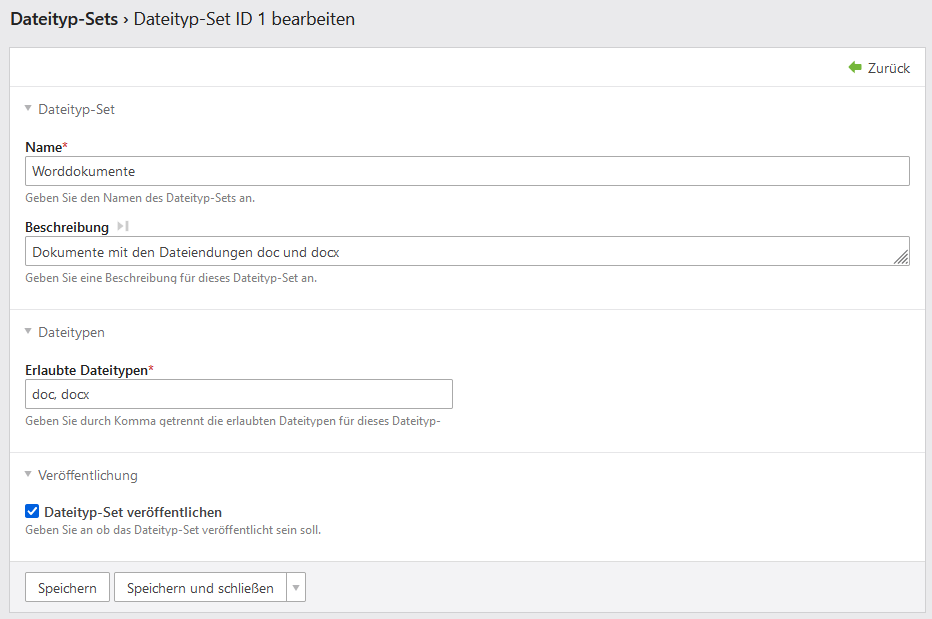 Dateityp-Sets › Dateityp-Set ID 1 bearbeiten
Zurück
Dateityp-Set
Name*
Worddokumente
Geben Sie den Namen des Dateityp-Sets an.
Beschreibung
Dokumente mit den Dateiendungen doc und docx
Geben Sie eine Beschreibung für dieses Dateityp-Set an.
Dateitypen
Erlaubte Dateitypen*
doc, docx
Geben Sie durch Komma getrennt die erlaubten Dateitypen für dieses Dateityp-
Veröffentlichung
Dateityp-Set veröffentlichen
Geben Sie an ob das Dateityp-Set veröffentlicht sein soll.
Speichern Speichern und schließen